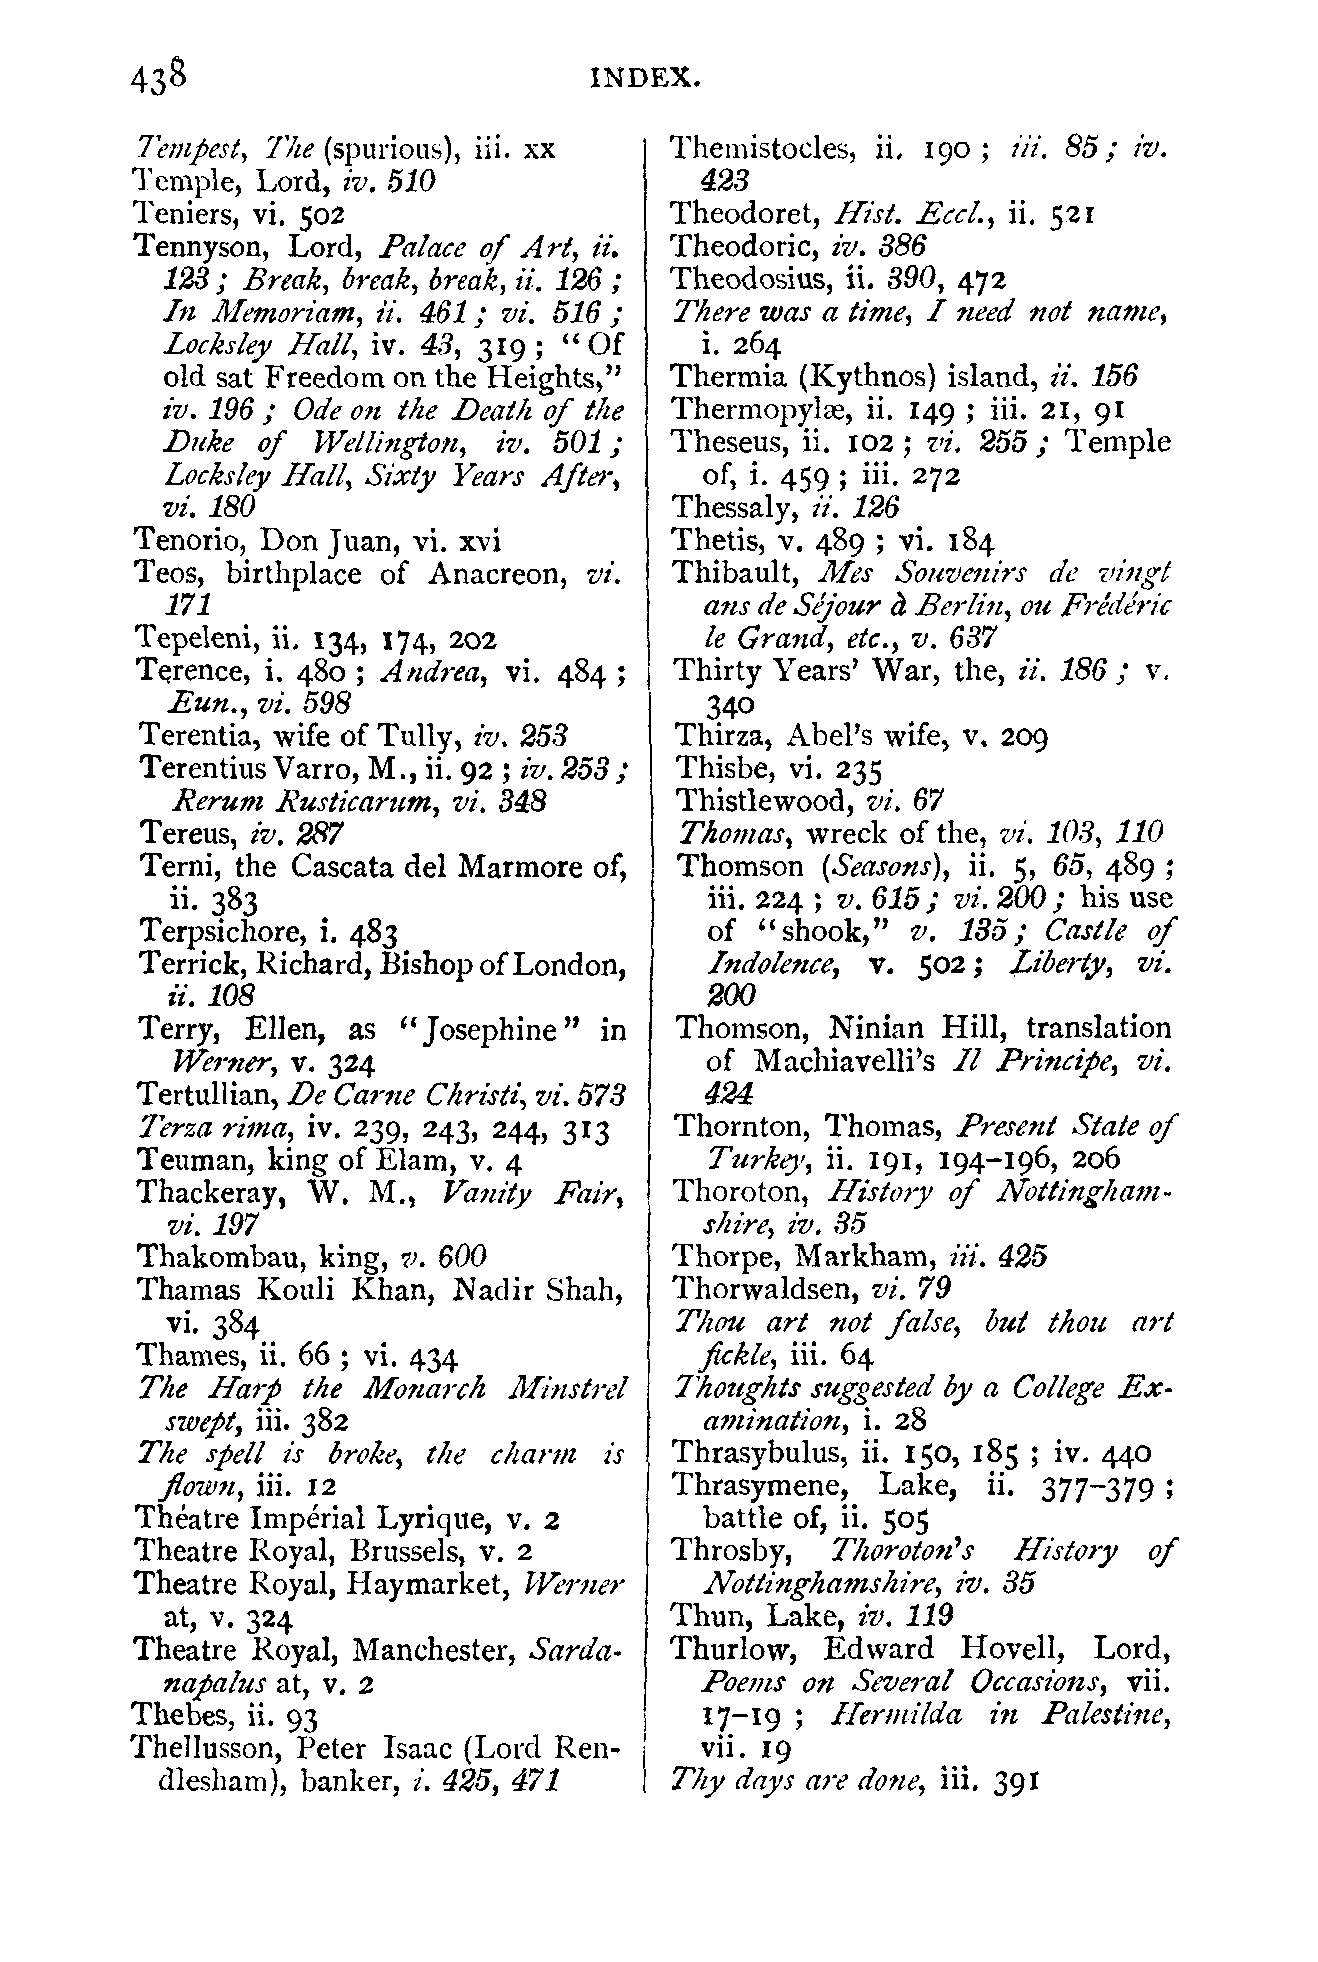 438
INDEX.
Tempest, The (spurious), iii. xx
Temple, Lord, iv. 510
Teniers, vi. 502
Tennyson, Lord, Palace of Art, ii.
123; Break, break, break, ii. 126;
In Memoriam, ii. 461; vi. 516;
Locksley Hall, iv. 43, 319; "Of
old sat Freedom on the Heights,"
iv. 196; Ode on the Death of the
Duke of Wellington, iv. 501;
Locksley Hall, Sixty Years After,
vi. 180
Tenorio, Don Juan, vi. xvi
Teos, birthplace of Anacreon, vi.
171
Tepeleni, ii. 134, 174, 202
Terence, i. 480; Andrea, vi. 484;
Eun., vi. 598
Terentia, wife of Tully, iv. 253
Terentius Varro, M., ii. 92; iv. 253;
Rerum Rusticarum, vi. 348
Tereus, iv. 287
Terni, the Cascata del Marmore of,
ii. 383
Terpsichore, i. 483
Terrick, Richard, Bishop of London,
ii. 108
Terry, Ellen, as "Josephine" in
Werner, v. 324
Tertullian, De Carne Christi, vi. 573
Terza rima, iv. 239, 243, 244, 313
Teuman, king of Elam, v. 4
Thackeray, W. M., Vanity Fair,
vi. 197
Thakombau, king, v. 600
Thamas Kouli Khan, Nadir Shah,
vi. 384
Thames, ii. 66; vi. 434
The Harp the Monarch Minstrel
swept, iii. 382
The spell is broke, the charm is
flown, iii. 12
Théatre Impérial Lyrique, v. 2
Theatre Royal, Brussels, v. 2
Theatre Royal, Haymarket, Werner
at, v. 324
Theatre Royal, Manchester, Sarda-
napalus at, v. 2
Thebes, ii. 93
Thellusson, Peter Isaac (Lord Ren-
dlesham), banker, i. 425, 471
Themistocles, ii. 190; iii. 85; iv.
423
Theodoret, Hist. Eccl., ii. 521
Theodoric, iv. 386
Theodosius, ii. 390, 472
There was a time, I need not name,
i. 264
Thermia (Kythnos) island, ii. 156
Thermopylæ, ii. 149; iii. 21, 91
Theseus, ii. 102; vi. 255; Temple
of, i. 459; iii. 272
Thessaly, ii. 126
Thetis, v. 489; vi. 184
Thibault, Mes Souvenirs de vingt
ans de Séjour à Berlin, ou Frédéric
le Grand, etc., v. 637
Thirty Years' War, the, ii. 186; v.
340
Thirza, Abel's wife, v. 209
Thisbe, vi. 235
Thistlewood, vi. 67
Thomas, wreck of the, vi. 103, 110
Thomson (Seasons), ii. 5, 65, 489;
iii. 224; v. 615; vi. 200; his use
of "shook," v. 135; Castle of
Indolence, v. 502; Liberty, vi.
200
Thomson, Ninian Hill, translation
of Machiavelli's Il Principe, vi.
424
Thornton, Thomas, Present State of
Turkey, ii. 191, 194–196, 206
Thoroton, History of Nottingham-
shire, iv. 35
Thorpe, Markham, iii. 425
Thorwaldsen, vi. 79
Thou art not false, but thou art
fickle, iii. 64
Thoughts suggested by a College Ex-
amination, i. 28
Thrasybulus, ii. 150, 185; iv. 440
Thrasymene, Lake, ii. 377–379;
battle of, ii. 505
Throsby, Thoroton's History of
Nottinghamshire, iv. 35
Thun, Lake, iv. 119
Thurlow, Edward Hovell, Lord,
Poems on Several Occasions, vii.
17–19; Hermilda in Palestine,
vii. 19
Thy days are done, iii. 391